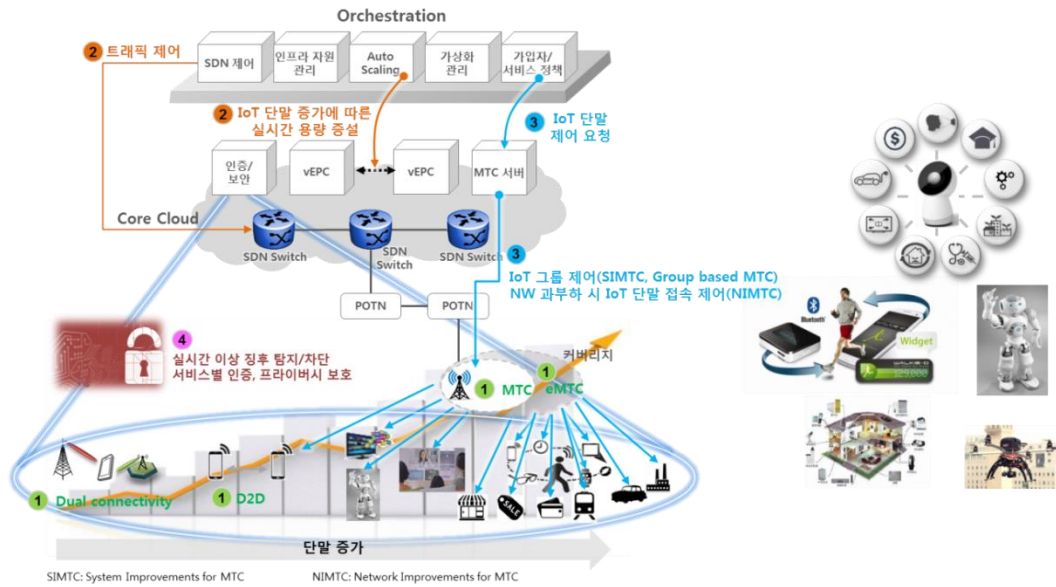 Orchestration
2 트래픽 제어
SDN 제어
인프라 자원
관리
Auto
Scaling
가상화
관리
가입자/
서비스 정책
2 IoT 단말 증가에 따른
실시간 용량 증설
3 IoT 단말
제어 요청
인증/
보안
vEPC
vEPC
MTC 서버
Core Cloud
SDN Switch
SDN
Switch
SDN Switch
3
IoT 그룹 제어(SIMTC, Group based MTC)
NW 과부하 시 IoT 단말 접속 제어(NIMTC)
POTN
POTN
Bluetooth
Widget
4
실시간 이상 징후 탐지/차단
서비스별 인증, 프라이버시 보호
커버리지
1 MTC
1 eMTC
1 Dual connectivity
1 D2D
SALE
단말 증가
SIMTC: System Improvements for MTC
NIMTC: Network Improvements for MTC